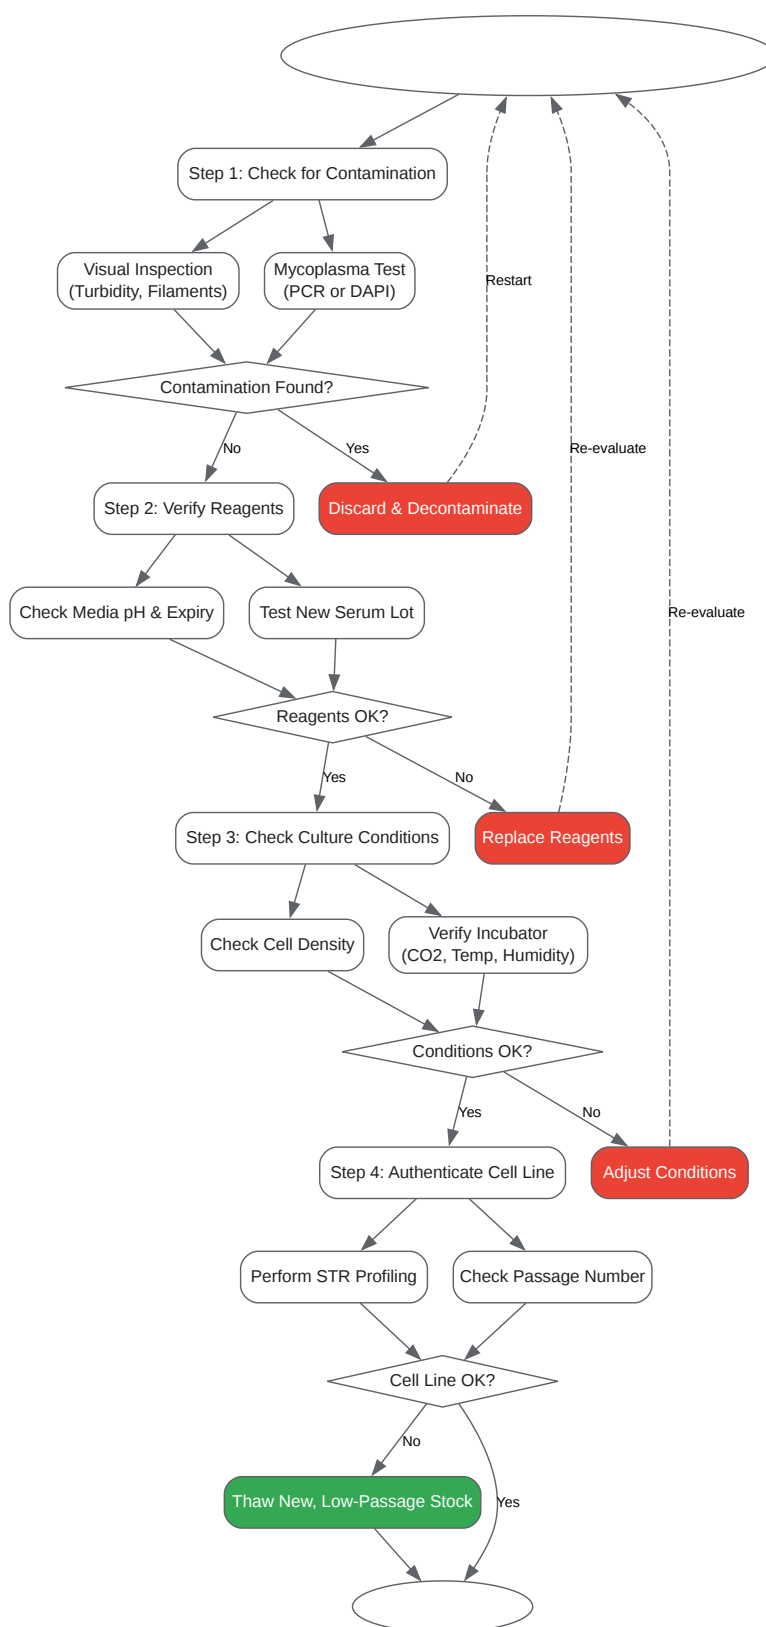 Step 1: Check for Contamination
Visual Inspection
(Turbidity, Filaments)
Mycoplasma Test
(PCR or DAPI)
Restart
Contamination Found?
No
Yes
Re-evaluate
Step 2: Verify Reagents
Discard & Decontaminate
Check Media pH & Expiry
Test New Serum Lot
Re-evaluate
Reagents OK?
Yes
No
Step 3: Check Culture Conditions
Replace Reagents
Check Cell Density
Verify Incubator
(CO2, Temp, Humidity)
Conditions OK?
Yes
No
Step 4: Authenticate Cell Line
Adjust Conditions
Perform STR Profiling
Check Passage Number
Cell Line OK?
No
Thaw New, Low-Passage Stock
Yes